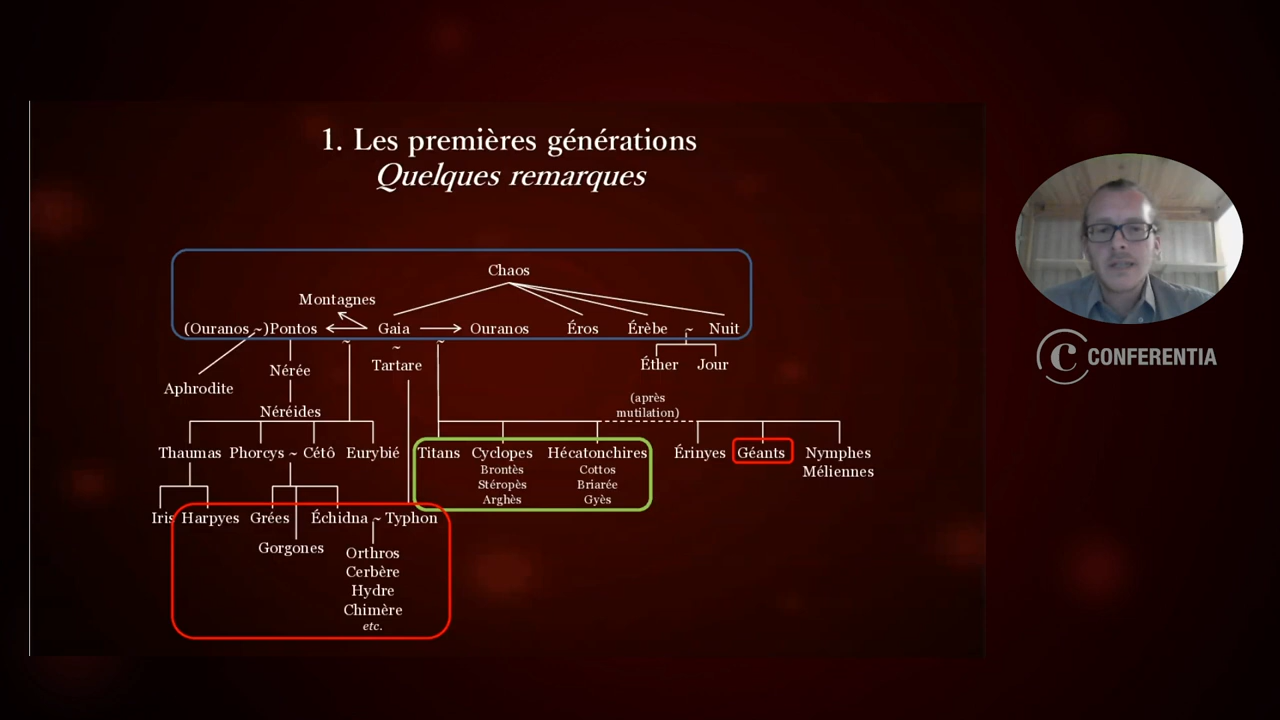 1. Les premières générations
Quelques remarques
Chaos
Montagnes
(Ouranos ~)Pontos Gaia Ouranos Éros Érèbe ~ Nuit
~ ~ ~
Nérée Tartare Éther Jour
Aphrodite
(après
mutilation)
Néréides
Thaumas Phorcys ~ Cétô Eurybié Titans Cyclopes Hécatonchires Érinyes Géants Nymphes
Méliennes
Brontès Cottos
Stéropès Briarée
Arghès Gyès
Iris Harpyes Grées Échidna ~ Typhon
Gorgones
Orthros
Cerbère
Hydre
Chimère
etc.
C CONFERENTIA